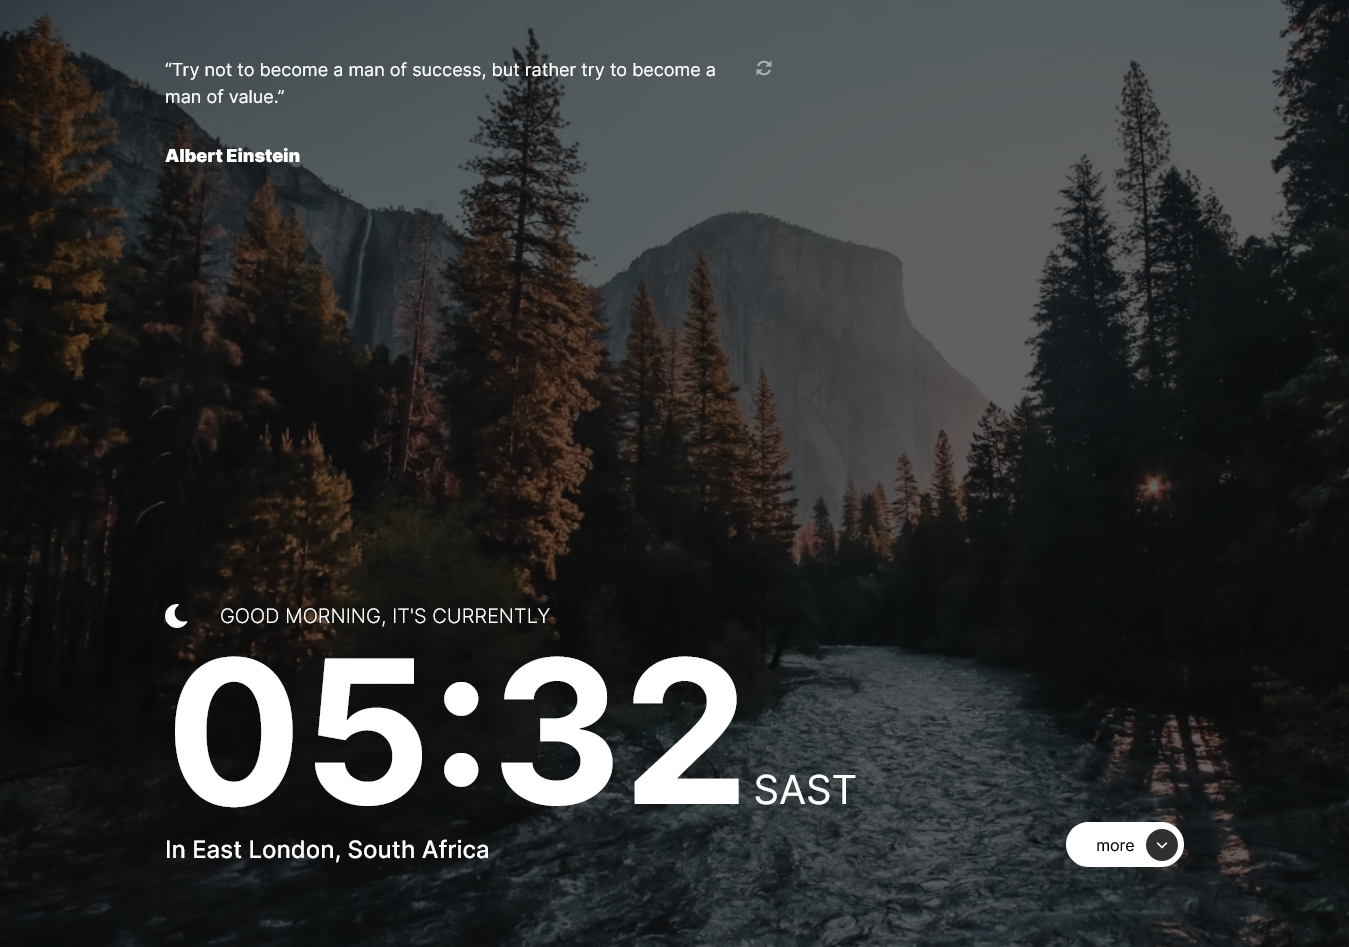 “Try not to become a man of success, but rather try to become a
man of value.”
Albert Einstein
GOOD MORNING, IT'S CURRENTLY
05:32 SAST
In East London, South Africa
more